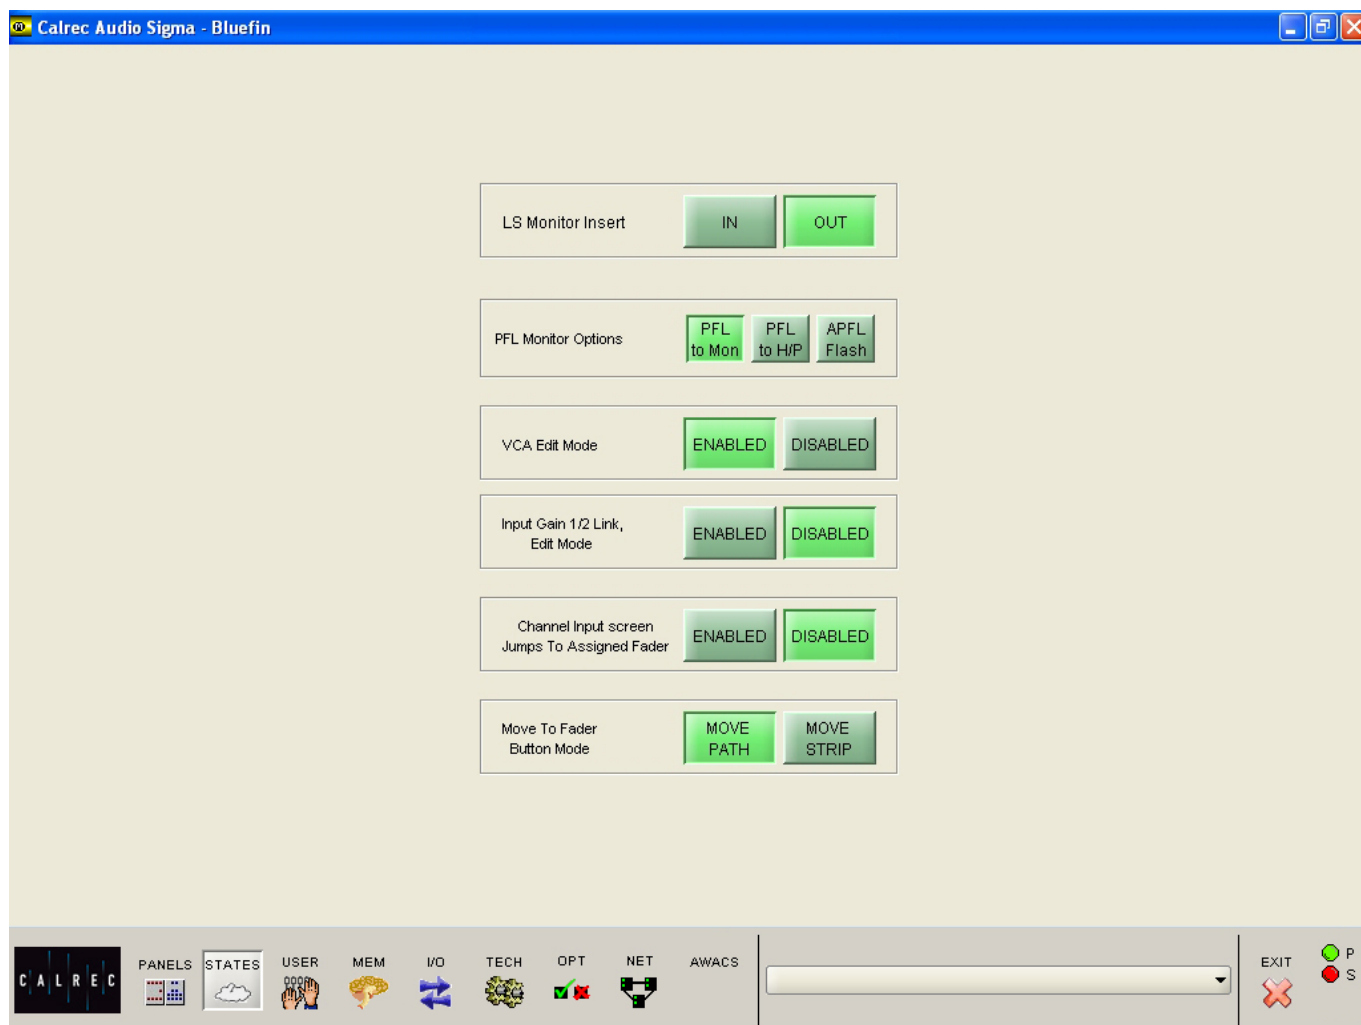 Calrec Audio Sigma - Bluefin
LS Monitor Insert
IN
OUT
PFL Monitor Options
PFL
to Mon
PFL
to H/P
APFL
Flash
VCA Edit Mode
ENABLED
DISABLED
Input Gain 1/2 Link,
Edit Mode
ENABLED
DISABLED
Channel Input screen
Jumps To Assigned Fader
ENABLED
DISABLED
Move To Fader
Button Mode
MOVE
PATH
MOVE
STRIP
CALREC
PANELS
STATES
USER
MEM
I/O
TECH
OPT
NET
AWACS
EXIT
P
S